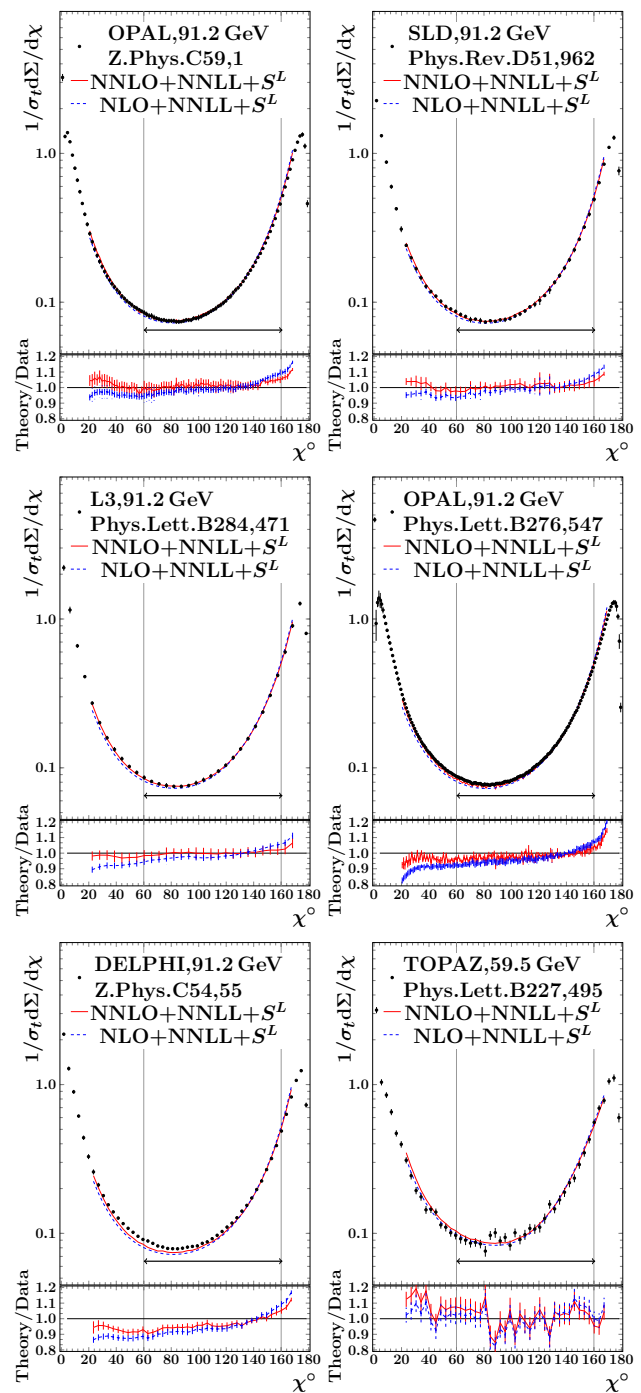 OPAL,91.2 GeV
Z.Phys.C59,1
NNLO+NNLL+S^L
NLO+NNLL+S^L
1/σ_t dΣ/dχ
1.0
0.1
Theory/Data
1.2
1.1
1.0
0.9
0.8
0 20 40 60 80 100 120 140 160 180
χ°
SLD,91.2 GeV
Phys.Rev.D51,962
NNLO+NNLL+S^L
NLO+NNLL+S^L
1/σ_t dΣ/dχ
1.0
0.1
Theory/Data
1.2
1.1
1.0
0.9
0.8
0 20 40 60 80 100 120 140 160 180
χ°
L3,91.2 GeV
Phys.Lett.B284,471
NNLO+NNLL+S^L
NLO+NNLL+S^L
1/σ_t dΣ/dχ
1.0
0.1
Theory/Data
1.2
1.1
1.0
0.9
0.8
0 20 40 60 80 100 120 140 160 180
χ°
OPAL,91.2 GeV
Phys.Lett.B276,547
NNLO+NNLL+S^L
NLO+NNLL+S^L
1/σ_t dΣ/dχ
1.0
0.1
Theory/Data
1.2
1.1
1.0
0.9
0.8
0 20 40 60 80 100 120 140 160 180
χ°
DELPHI,91.2 GeV
Z.Phys.C54,55
NNLO+NNLL+S^L
NLO+NNLL+S^L
1/σ_t dΣ/dχ
1.0
0.1
Theory/Data
1.2
1.1
1.0
0.9
0.8
0 20 40 60 80 100 120 140 160 180
χ°
TOPAZ,59.5 GeV
Phys.Lett.B227,495
NNLO+NNLL+S^L
NLO+NNLL+S^L
1/σ_t dΣ/dχ
1.0
0.1
Theory/Data
1.2
1.1
1.0
0.9
0.8
0 20 40 60 80 100 120 140 160 180
χ°